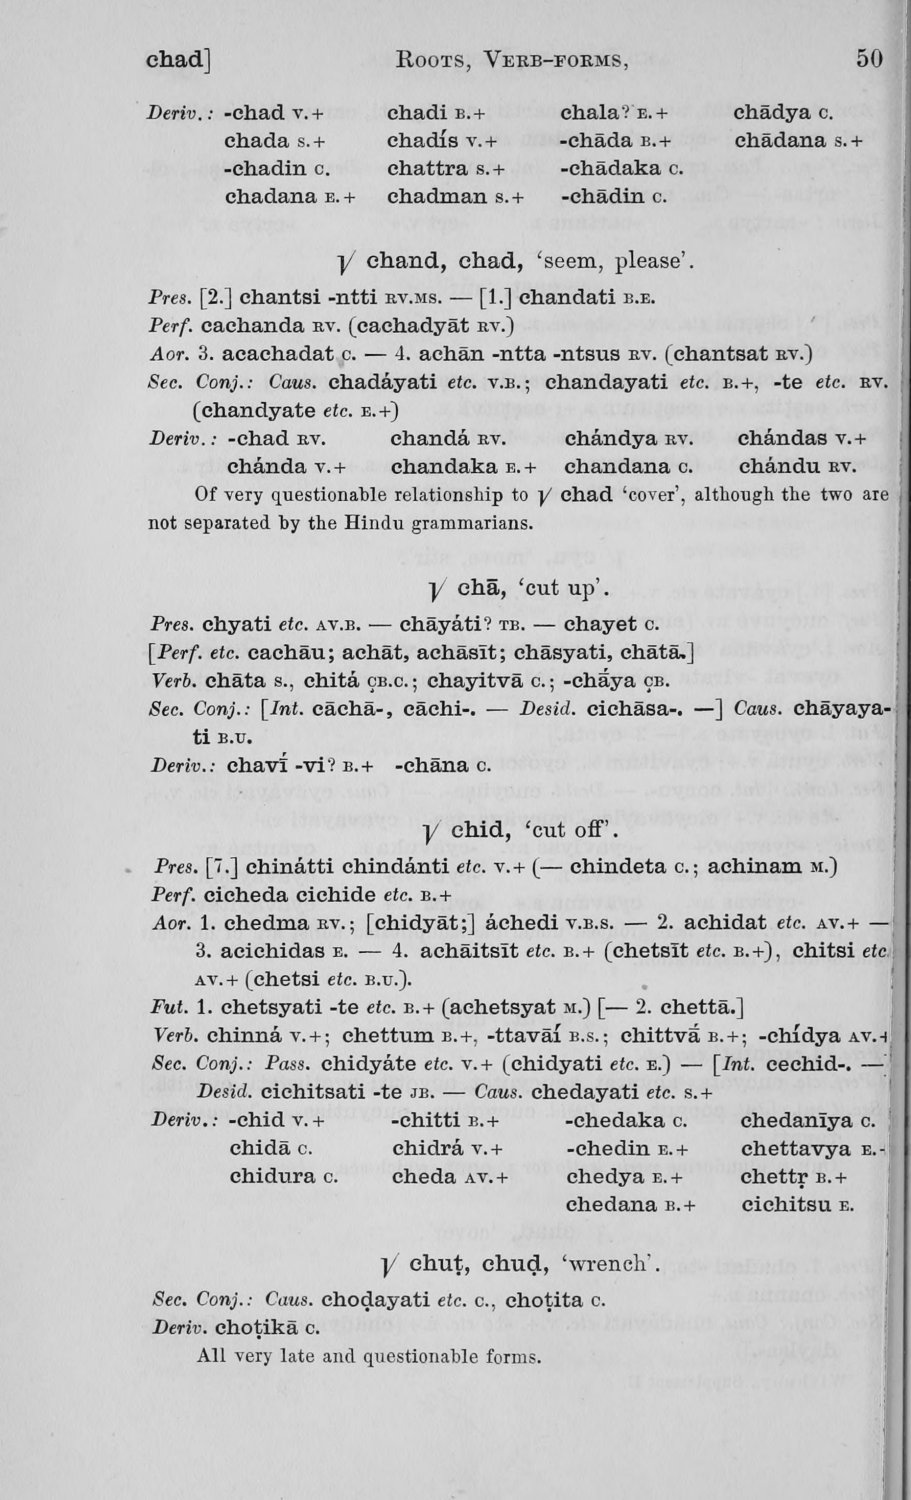 chad] ROOTS, VERB-FORMS, 50
Deriv.: -chad V.+ chadi B.+ chala? E.+ chādya C.
chada S.+ chadís V.+ -chāda B.+ chādana S.+
-chadin C. chattra S.+ -chādaka C.
chadana E.+ chadman S.+ -chādin C.
√ chand, chad, ‘seem, please’.
Pres. [2.] chantsi -ntti RV.MS. — [1.] chandati B.E.
Perf. cachanda RV. (cachadyāt RV.)
Aor. 3. acachadat C. — 4. achān -ntta -ntsus RV. (chantsat RV.)
Sec. Conj.: Caus. chadáyati etc. V.B.; chandayati etc. B.+, -te etc. RV.
(chandyate etc. E.+)
Deriv.: -chad RV. chandá RV. chándya RV. chándas V.+
chánda V.+ chandaka E.+ chandana C. chándu RV.
Of very questionable relationship to √ chad ‘cover’, although the two are
not separated by the Hindu grammarians.
√ chā, ‘cut up’.
Pres. chyati etc. AV.B. — chāyáti? TB. — chayet C.
[Perf. etc. cachāu; achāt, achāsīt; chāsyati, chātā.]
Verb. chāta S., chitá ÇB.C.; chayitvā C.; -chā́ya ÇB.
Sec. Conj.: [Int. cāchā-, cāchi-. — Desid. cichāsa-. —] Caus. chāyaya-
ti B.U.
Deriv.: chavī́ -vi? B.+ -chāna C.
√ chid, ‘cut off’.
Pres. [7.] chinátti chindánti etc. V.+ (— chindeta C.; achinam M.)
Perf. cicheda cichide etc. B.+
Aor. 1. chedma RV.; [chidyāt;] áchedi V.B.S. — 2. achidat etc. AV.+ —
3. acichidas E. — 4. achāitsīt etc. B.+ (chetsīt etc. B.+), chitsi etc.
AV.+ (chetsi etc. B.U.).
Fut. 1. chetsyati -te etc. B.+ (achetsyat M.) [— 2. chettā.]
Verb. chinná V.+; chettum B.+, -ttavāí B.S.; chittvā́ B.+; -chídya AV.+
Sec. Conj.: Pass. chidyáte etc. V.+ (chidyati etc. E.) — [Int. cechid-. —]
Desid. cichitsati -te JB. — Caus. chedayati etc. S.+
Deriv.: -chid V.+ -chitti B.+ -chedaka C. chedanīya C.
chidā C. chidrá V.+ -chedin E.+ chettavya E.+
chidura C. cheda AV.+ chedya E.+ chettṛ B.+
chedana B.+ cichitsu E.
√ chuṭ, chuḍ, ‘wrench’.
Sec. Conj.: Caus. choḍayati etc. C., choṭita C.
Deriv. choṭikā C.
All very late and questionable forms.